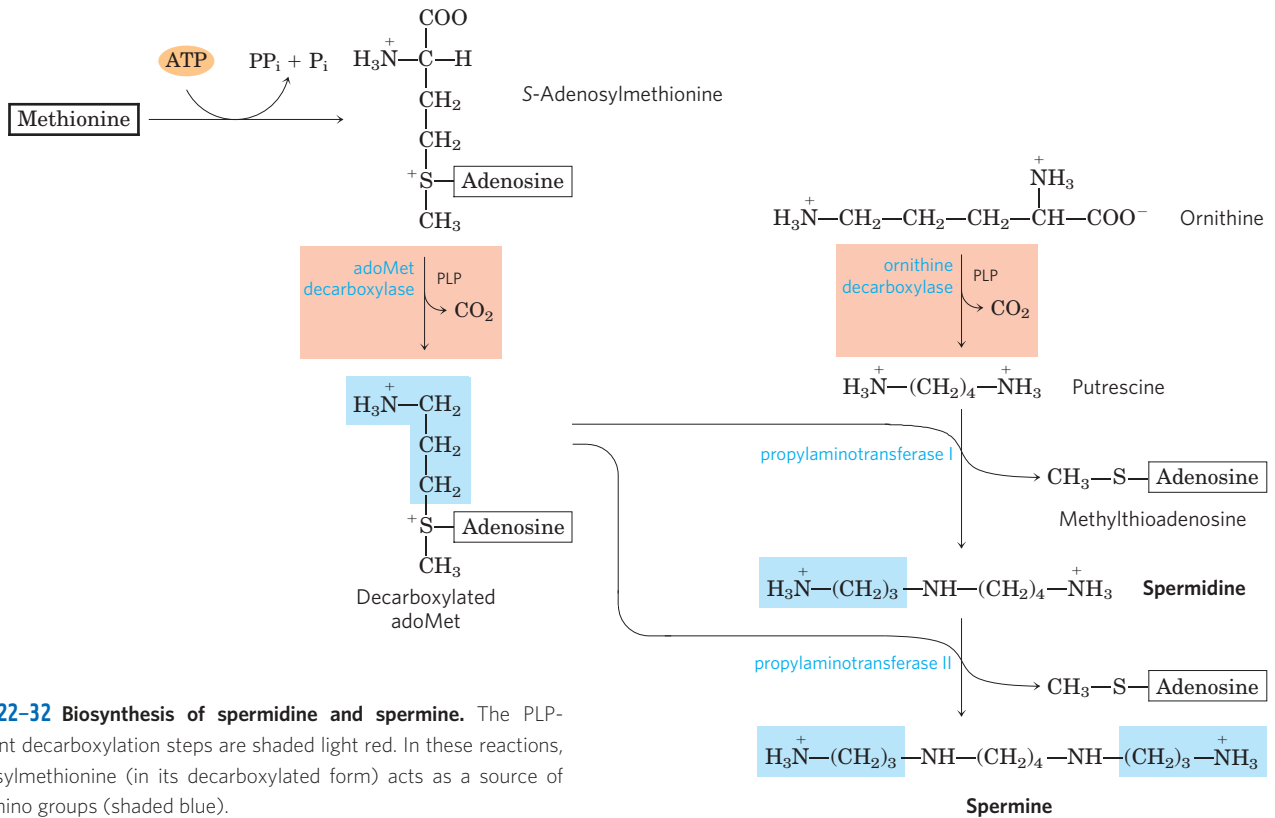 COO
H₃N⁺—C—H
ATP
PPᵢ + Pᵢ
CH₂
S-Adenosylmethionine
Methionine
CH₂
⁺S—Adenosine
CH₃
⁺NH₃
H₃N⁺—CH₂—CH₂—CH₂—CH—COO⁻
Ornithine
adoMet
decarboxylase
PLP
CO₂
ornithine
decarboxylase
PLP
CO₂
H₃N⁺—CH₂
CH₂
CH₂
⁺S—Adenosine
CH₃
Decarboxylated
adoMet
H₃N⁺—(CH₂)₄—N⁺H₃
Putrescine
propylaminotransferase I
CH₃—S—Adenosine
Methylthioadenosine
H₃N⁺—(CH₂)₃—NH—(CH₂)₄—N⁺H₃
Spermidine
propylaminotransferase II
CH₃—S—Adenosine
H₃N⁺—(CH₂)₃—NH—(CH₂)₄—NH—(CH₂)₃—N⁺H₃
Spermine
22–32 Biosynthesis of spermidine and spermine. The PLP-
nt decarboxylation steps are shaded light red. In these reactions,
sylmethionine (in its decarboxylated form) acts as a source of
nino groups (shaded blue).